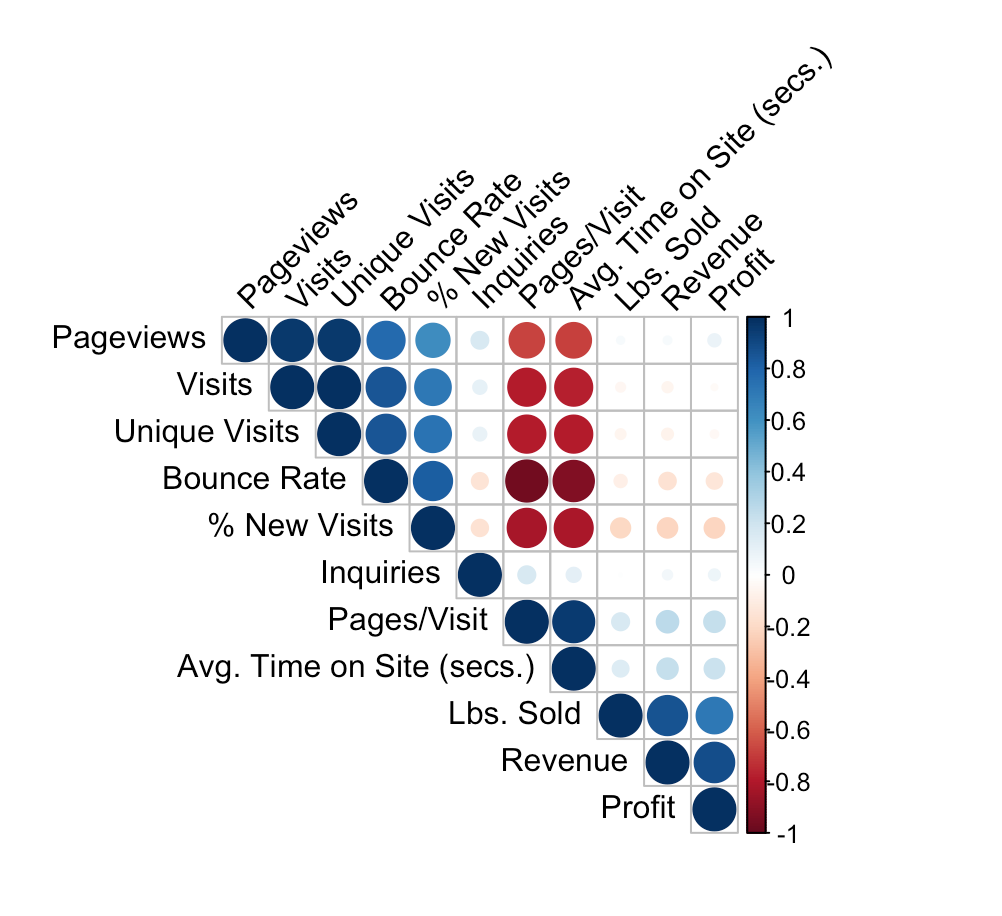 Pageviews
Visits
Unique Visits
Bounce Rate
% New Visits
Inquiries
Pages/Visit
Avg. Time on Site (secs.)
Lbs. Sold
Revenue
Profit
Pageviews
Visits
Unique Visits
Bounce Rate
% New Visits
Inquiries
Pages/Visit
Avg. Time on Site (secs.)
Lbs. Sold
Revenue
Profit
1
0.8
0.6
0.4
0.2
0
-0.2
-0.4
-0.6
-0.8
-1